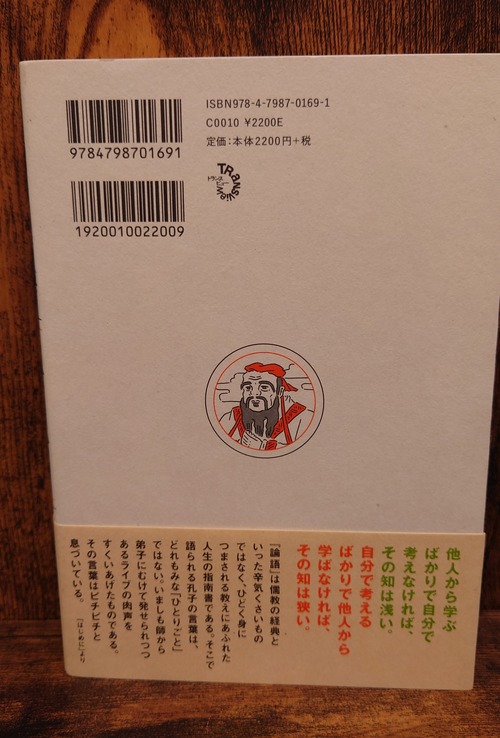 ISBN978-4-7987-0169-1
C0010 ¥2200E
定価:本体2200円+税
9784798701691
TRansview
トランスビュー
1920010022009
他人から学ぶ
ばかりで自分で
考えなければ、
その知は浅い。
自分で考える
ばかりで他人から
学ばなければ、
その知は狭い。
『論語』は儒教の経典と
いった辛気くさいもの
ではなく、ひどく身に
つまされる教えにあふれた
人生の指南書である。そこで
語られる孔子の言葉は、
どれもみな「ひとりごと」
ではない。いましも師から
弟子にむけて発せられつつ
あるライブの肉声を
すくいあげたものである。
その言葉はピチピチと
息づいている。
『はじめに』より